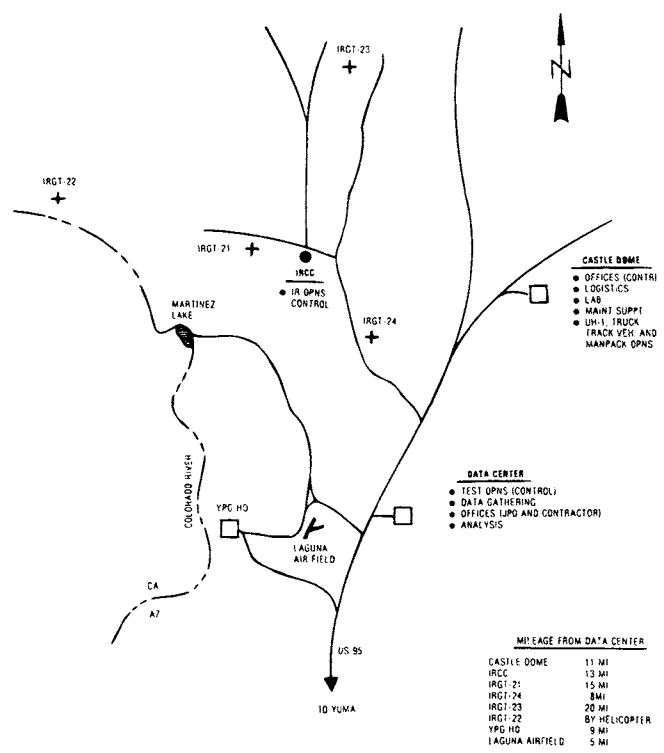 IRGT-23
N
IRGT-22
IRGT-21
IRCC
● IR OPNS
CONTROL
CASTLE DOME
● OFFICES (CONTR)
● LOGISTICS
● LAB
● MAINT SUPPT
● UH-1, TRUCK
TRACK VEH. AND
MANPACK OPNS
MARTINEZ
LAKE
IRGT-24
COLORADO RIVER
DATA CENTER
● TEST OPNS (CONTROL)
● DATA GATHERING
● OFFICES (JPO AND CONTRACTOR)
● ANALYSIS
YPG HQ
LAGUNA
AIR FIELD
CA
AZ
US 95
TO YUMA
MILEAGE FROM DATA CENTER
CASTLE DOME 11 MI
IRCC 13 MI
IRGT-21 15 MI
IRGT-24 8MI
IRGT-23 20 MI
IRGT-22 BY HELICOPTER
YPG HQ 9 MI
LAGUNA AIRFIELD 5 MI